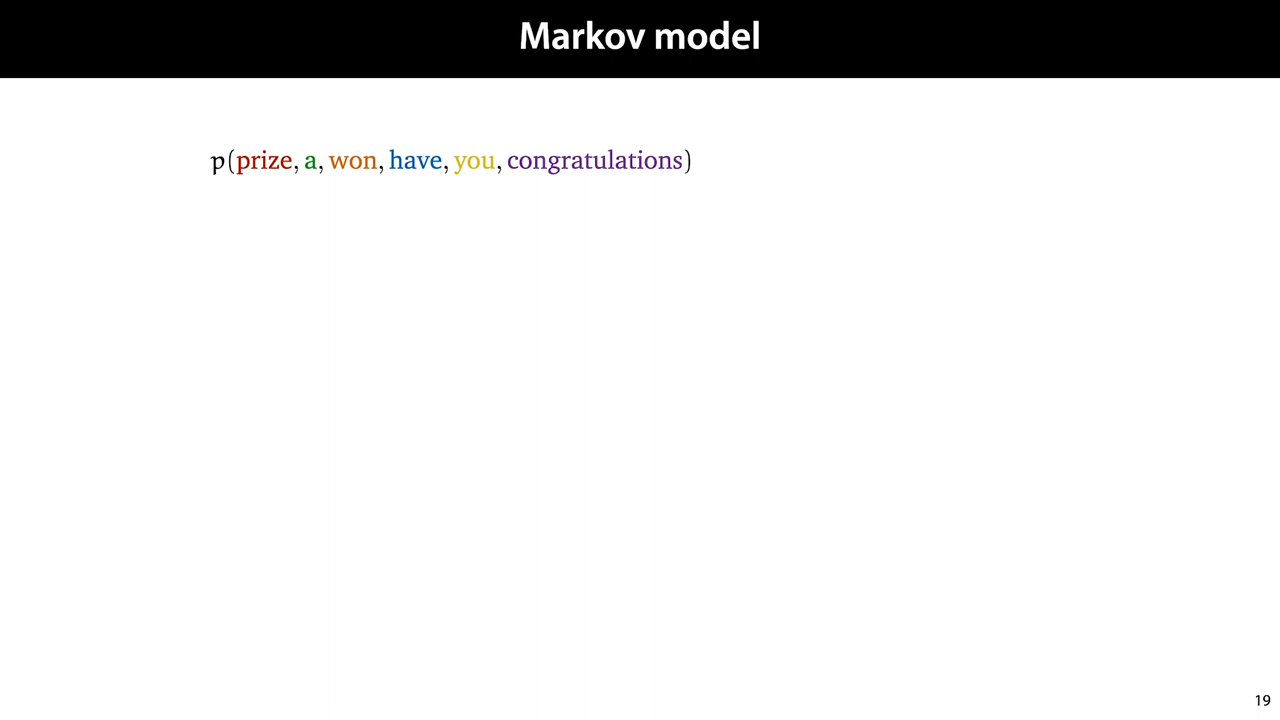 Markov model
p(prize, a, won, have, you, congratulations)
19